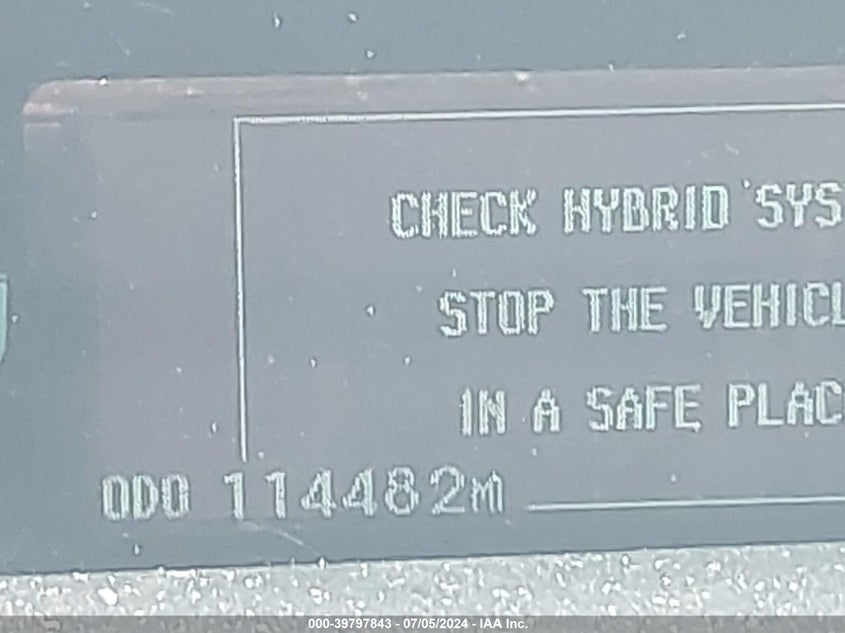 CHECK HYBRID SYS
STOP THE VEHICL
IN A SAFE PLAC
ODO 114482m
000-39797843 - 07/05/2024 - IAA Inc.